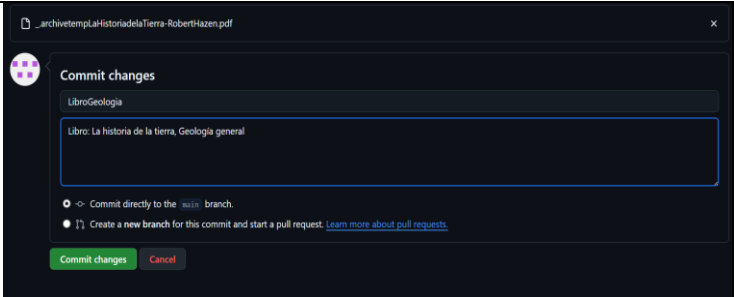 _archivetempLaHistoriadelaTierra-RobertHazen.pdf
Commit changes
LibroGeologia
Libro: La historia de la tierra, Geología general
Commit directly to the main branch.
Create a new branch for this commit and start a pull request. Learn more about pull requests.
Commit changes Cancel